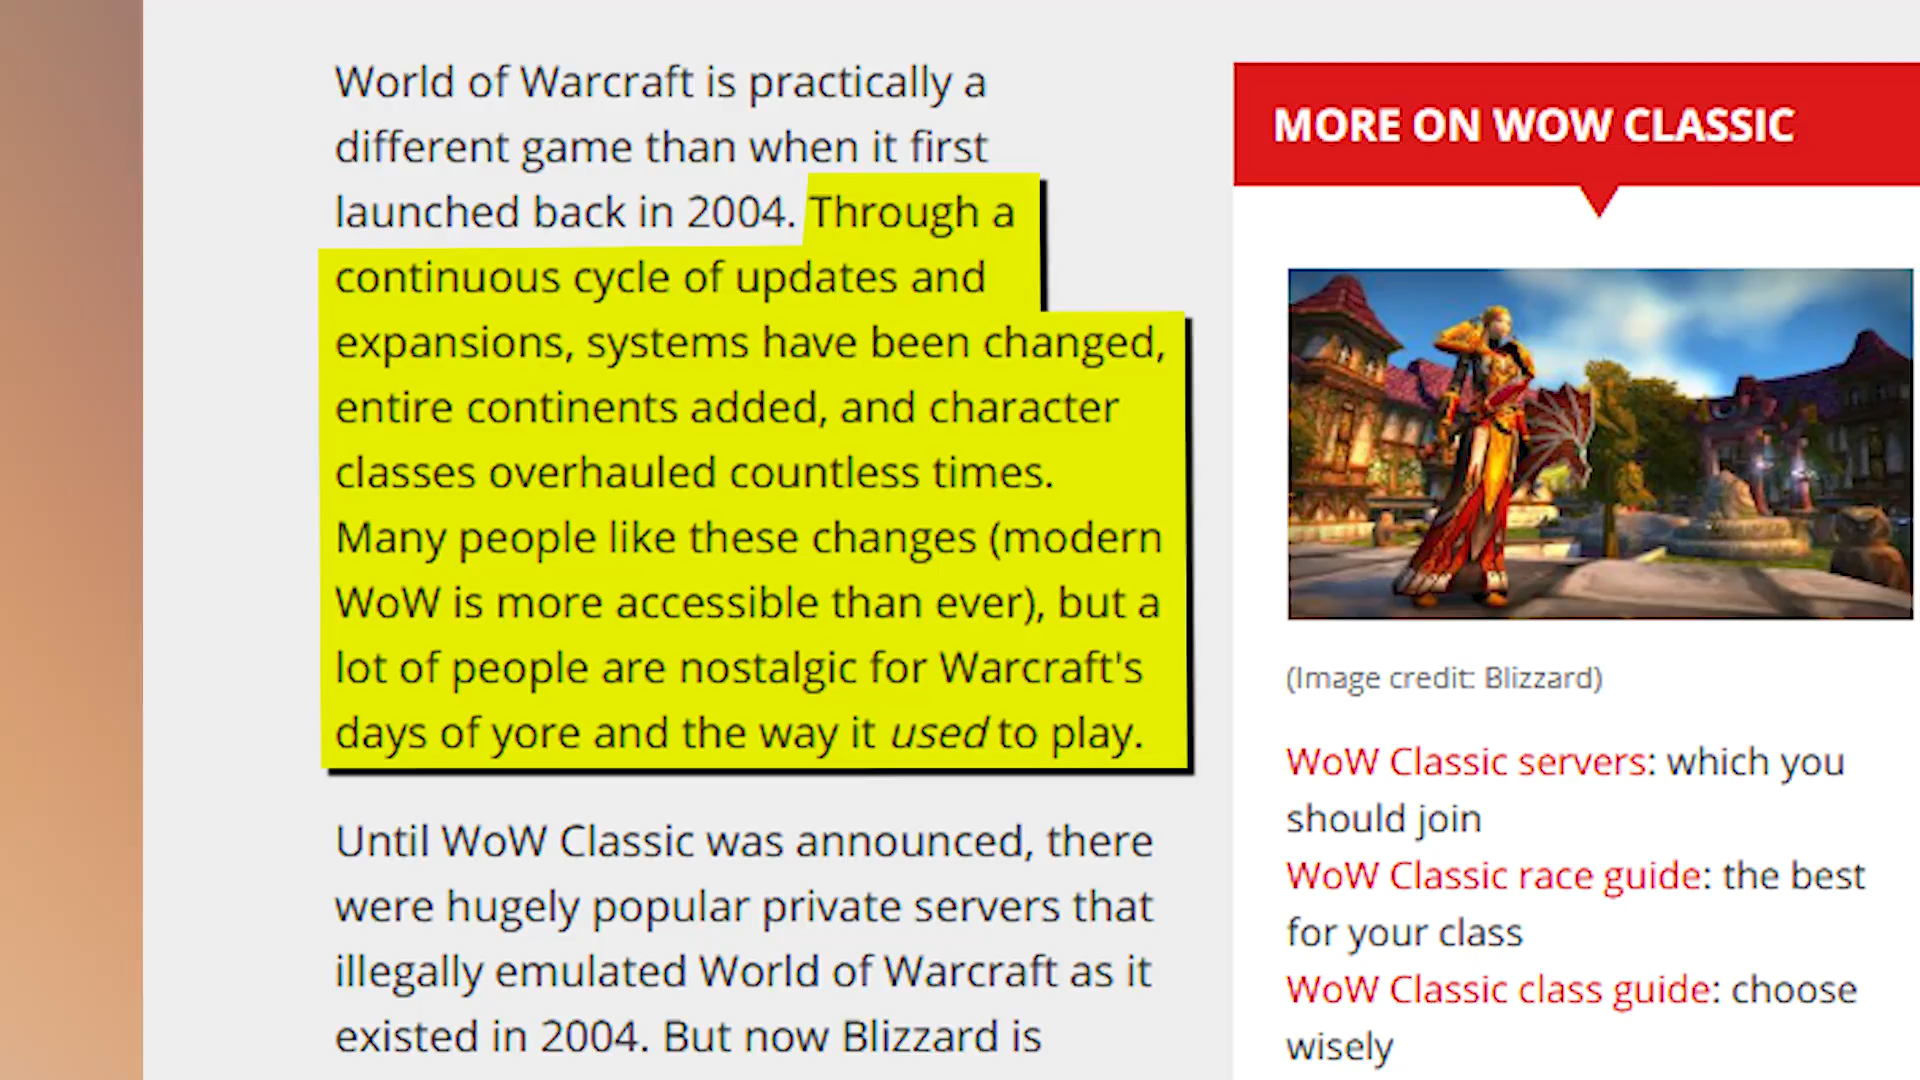 World of Warcraft is practically a
different game than when it first
launched back in 2004. Through a
continuous cycle of updates and
expansions, systems have been changed,
entire continents added, and character
classes overhauled countless times.
Many people like these changes (modern
WoW is more accessible than ever), but a
lot of people are nostalgic for Warcraft's
days of yore and the way it used to play.
Until WoW Classic was announced, there
were hugely popular private servers that
illegally emulated World of Warcraft as it
existed in 2004. But now Blizzard is
MORE ON WOW CLASSIC
(Image credit: Blizzard)
WoW Classic servers: which you
should join
WoW Classic race guide: the best
for your class
WoW Classic class guide: choose
wisely